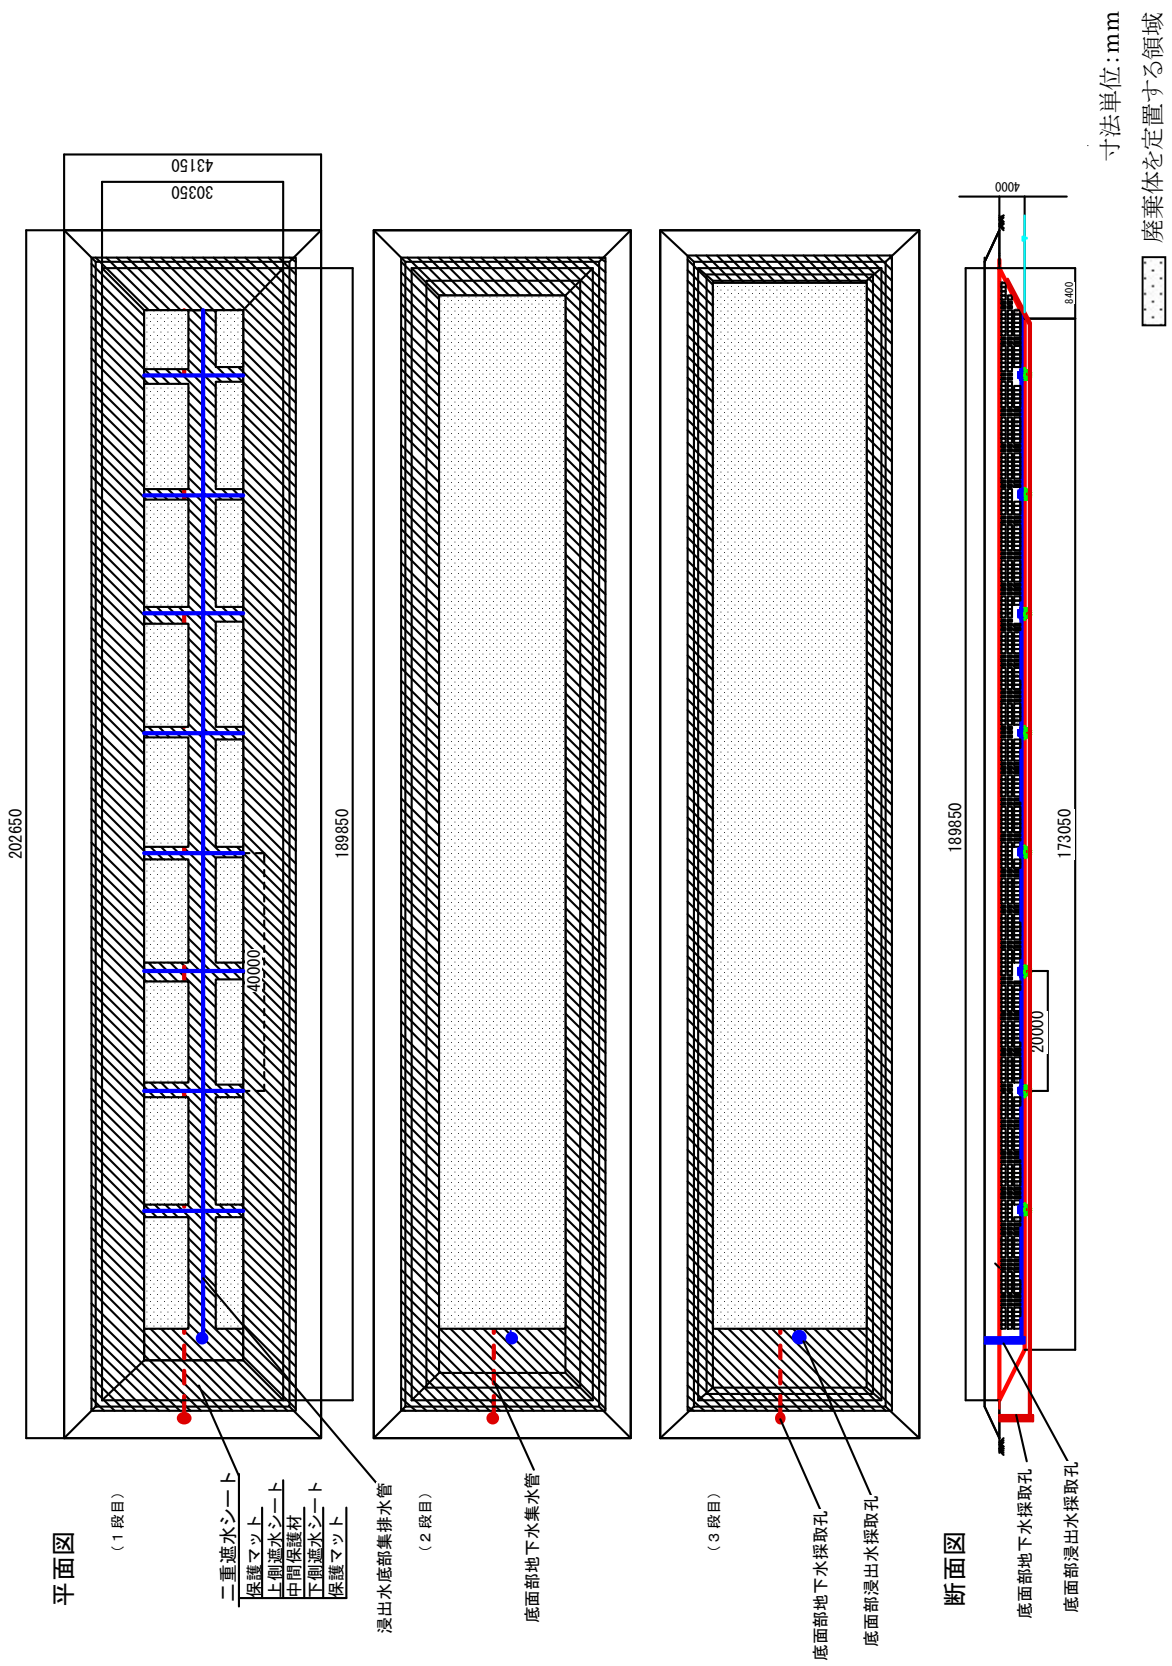 平面図
(1段目)
202650
43150
30350
189850
40000
二重遮水シート
保護マット
上側遮水シート
中間保護材
下側遮水シート
保護マット
浸出水底部集排水管
(2段目)
底面部地下水集水管
(3段目)
底面部地下水採取孔
底面部浸出水採取孔
断面図
189850
4000
8400
173050
20000
底面部地下水採取孔
底面部浸出水採取孔
寸法単位:mm
廃棄体を定置する領域